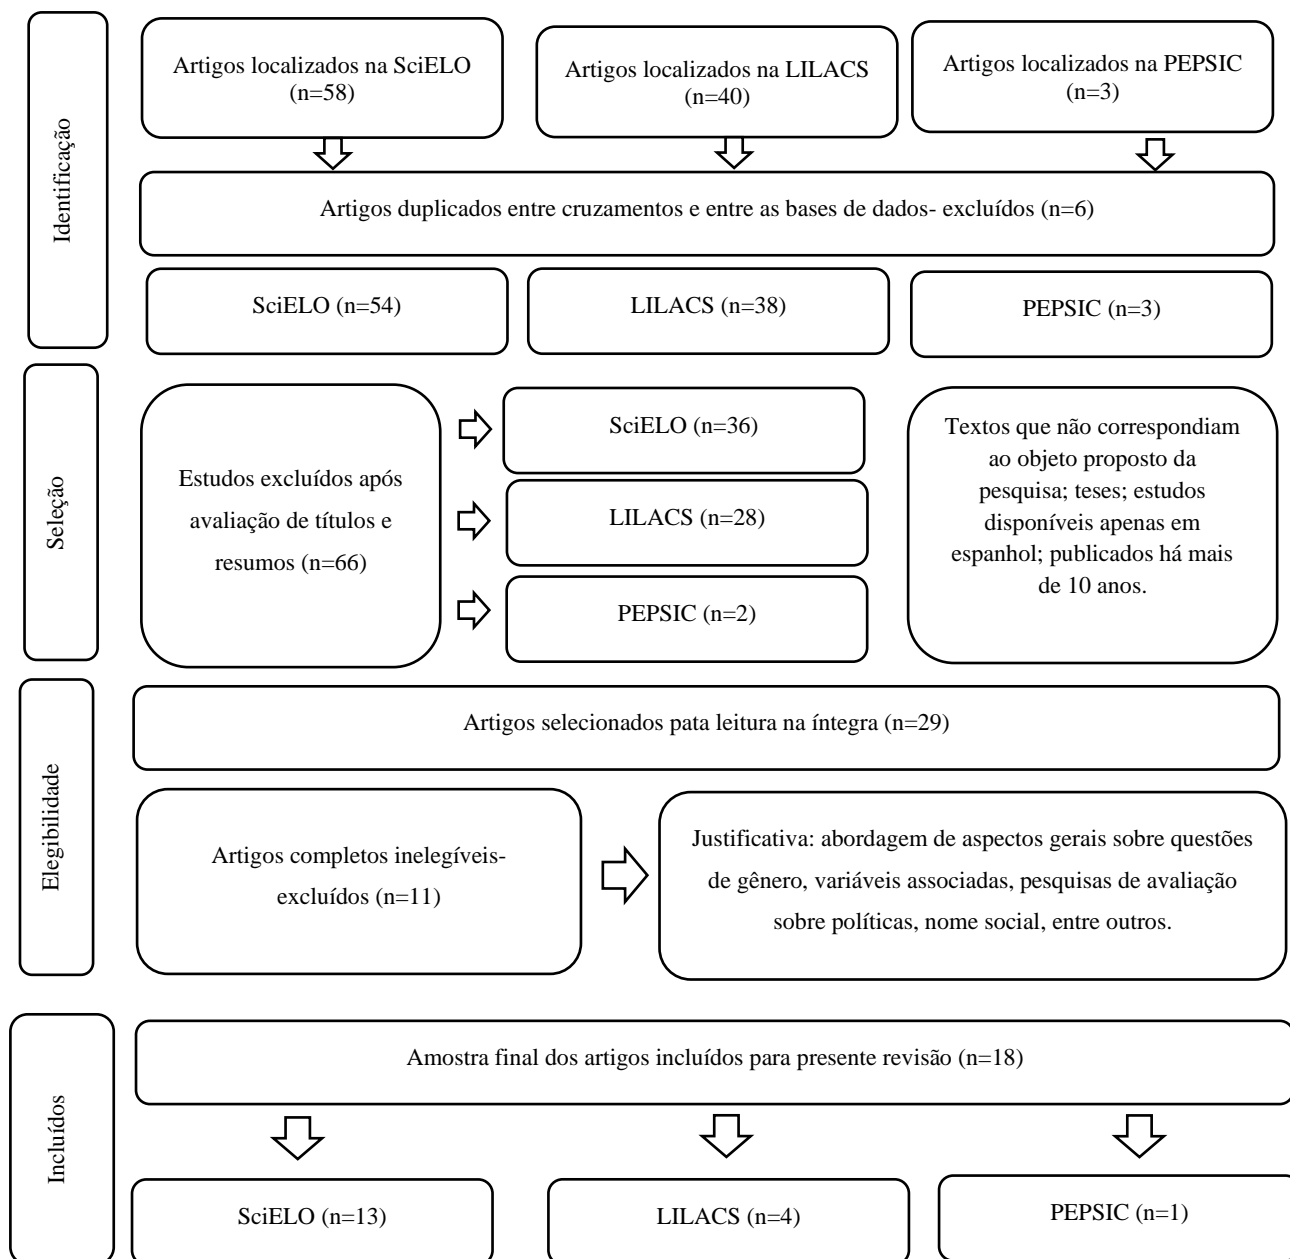 Identificação
Artigos localizados na SciELO
(n=58)
Artigos localizados na LILACS
(n=40)
Artigos localizados na PEPSIC
(n=3)
Artigos duplicados entre cruzamentos e entre as bases de dados- excluídos (n=6)
SciELO (n=54)
LILACS (n=38)
PEPSIC (n=3)
Seleção
Estudos excluídos após
avaliação de títulos e
resumos (n=66)
SciELO (n=36)
LILACS (n=28)
PEPSIC (n=2)
Textos que não correspondiam
ao objeto proposto da
pesquisa; teses; estudos
disponíveis apenas em
espanhol; publicados há mais
de 10 anos.
Elegibilidade
Artigos selecionados pata leitura na íntegra (n=29)
Artigos completos inelegíveis-
excluídos (n=11)
Justificativa: abordagem de aspectos gerais sobre questões
de gênero, variáveis associadas, pesquisas de avaliação
sobre políticas, nome social, entre outros.
Incluídos
Amostra final dos artigos incluídos para presente revisão (n=18)
SciELO (n=13)
LILACS (n=4)
PEPSIC (n=1)